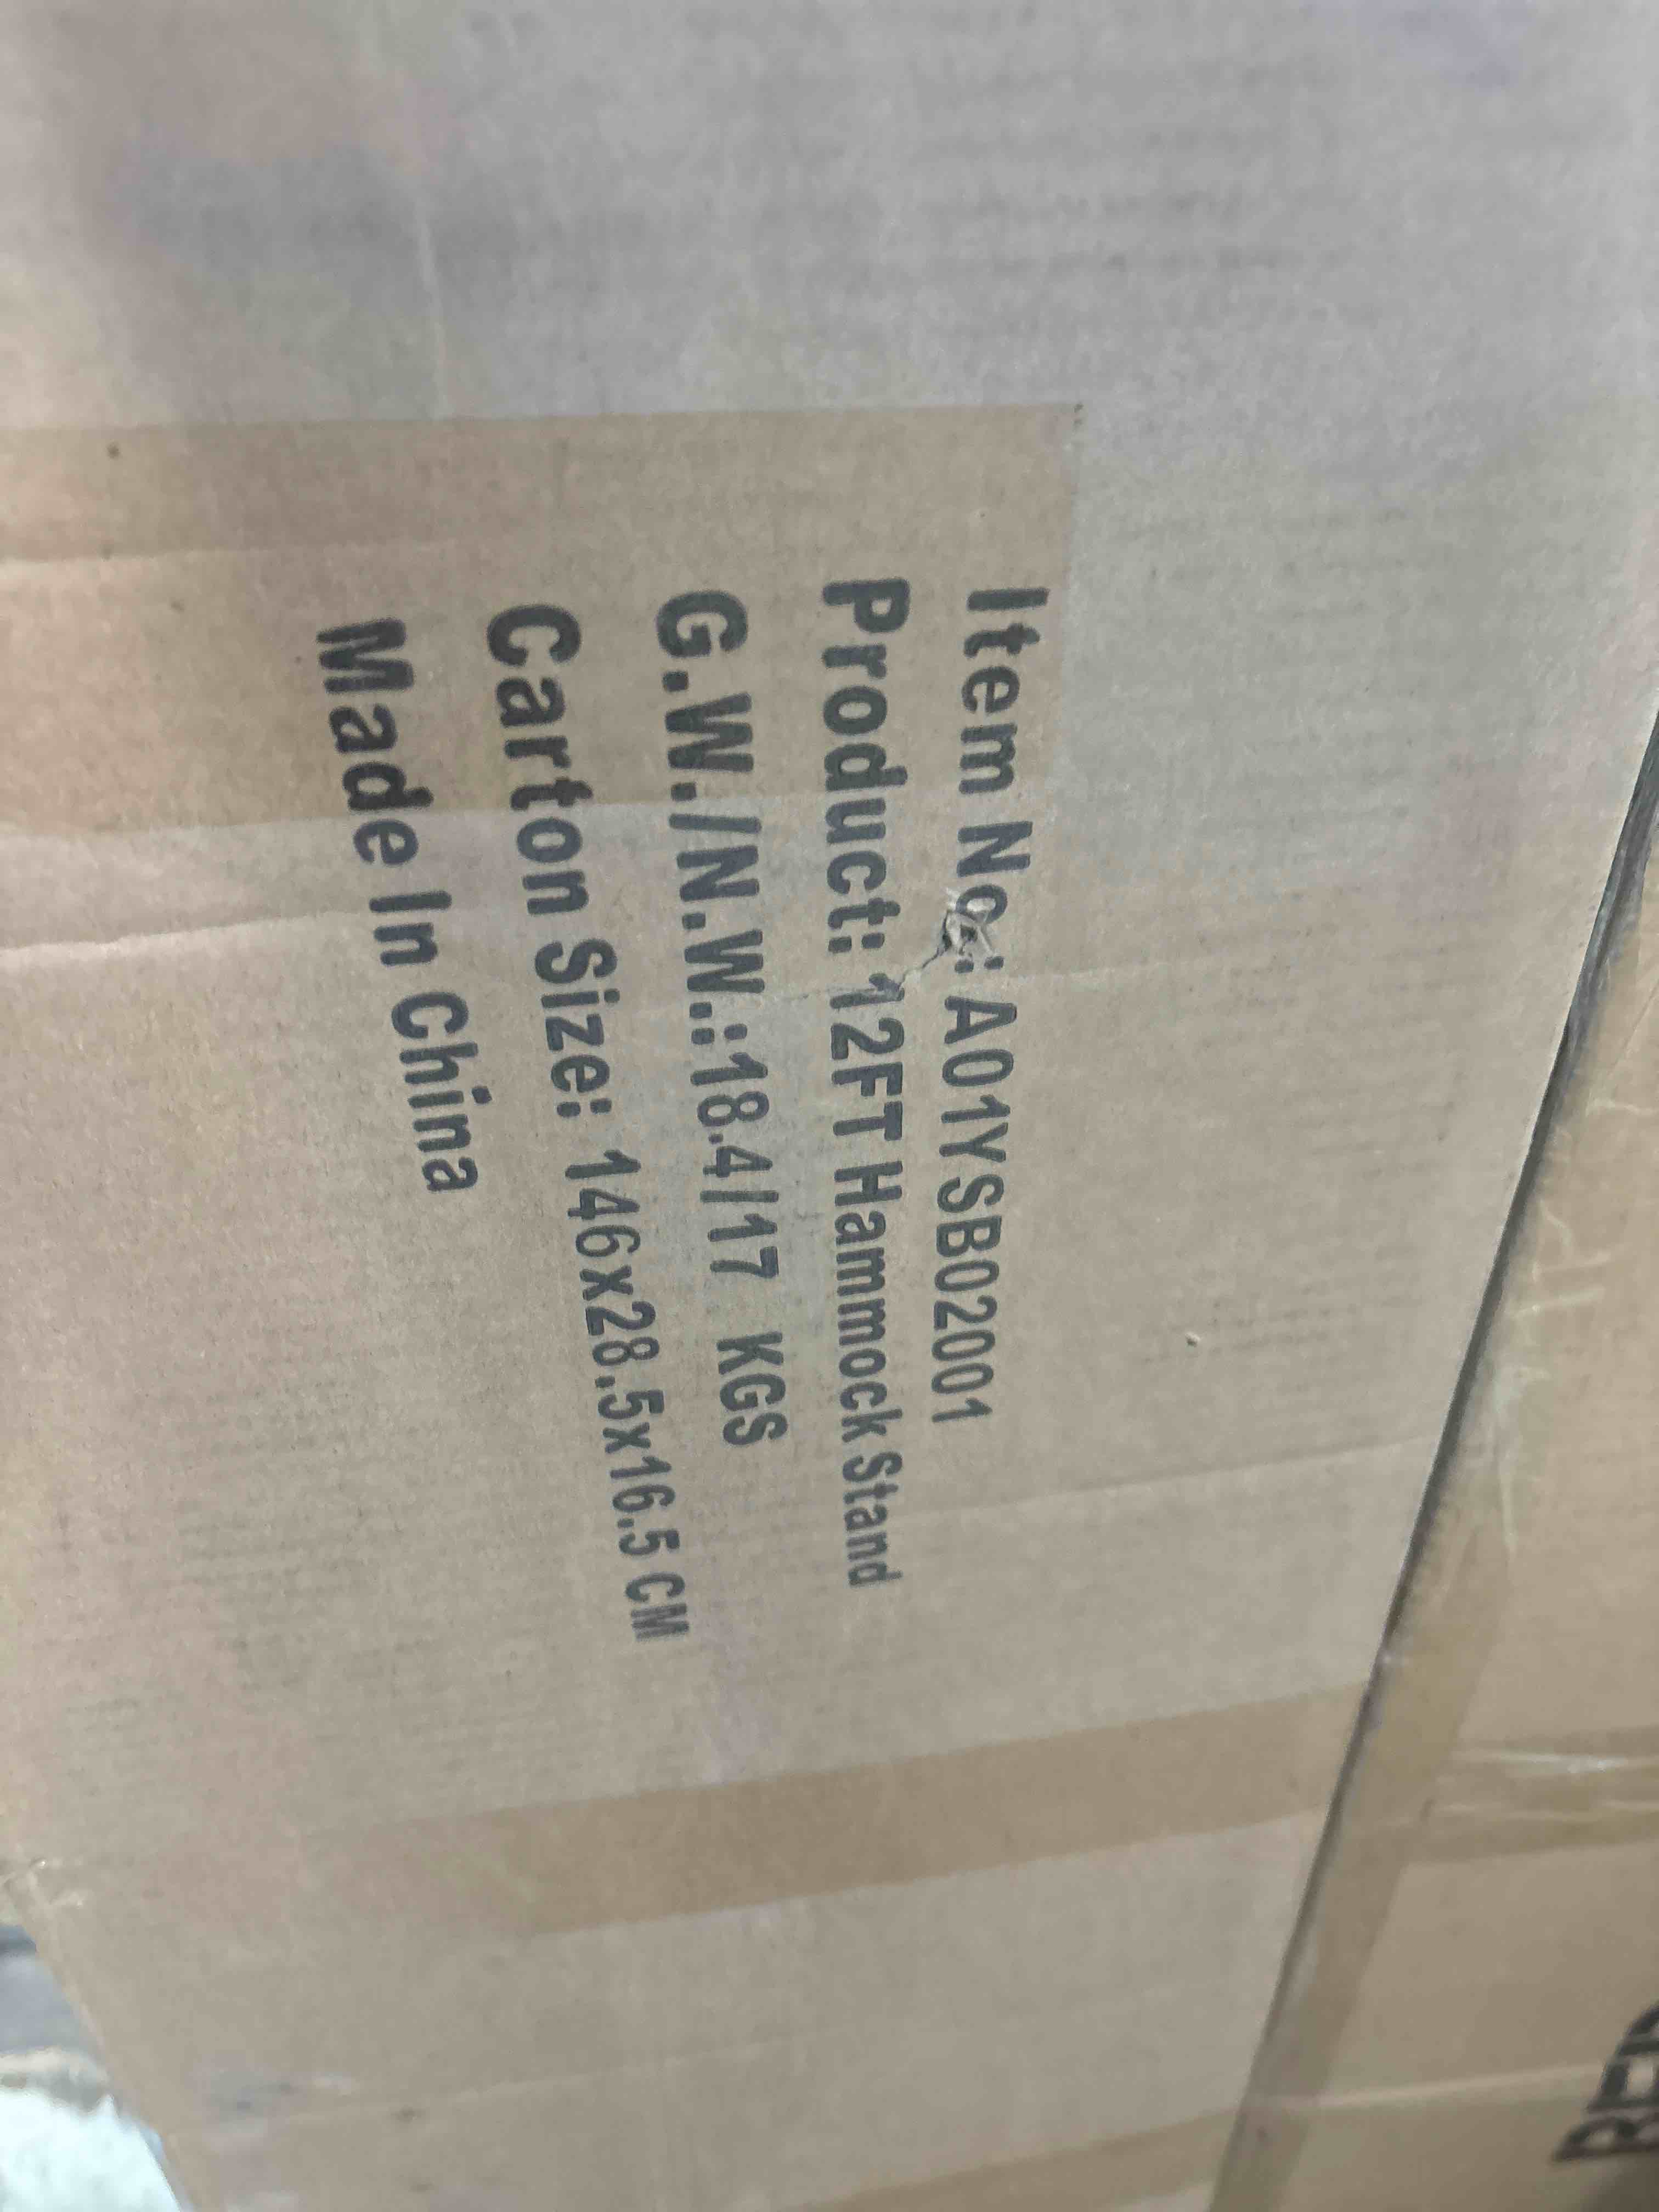 Item No.: A01YSB02001
Product: 12FT Hammock Stand
G.W./N.W.:18.4/17 KGS
Carton Size: 146x28.5x16.5 CM
Made In China